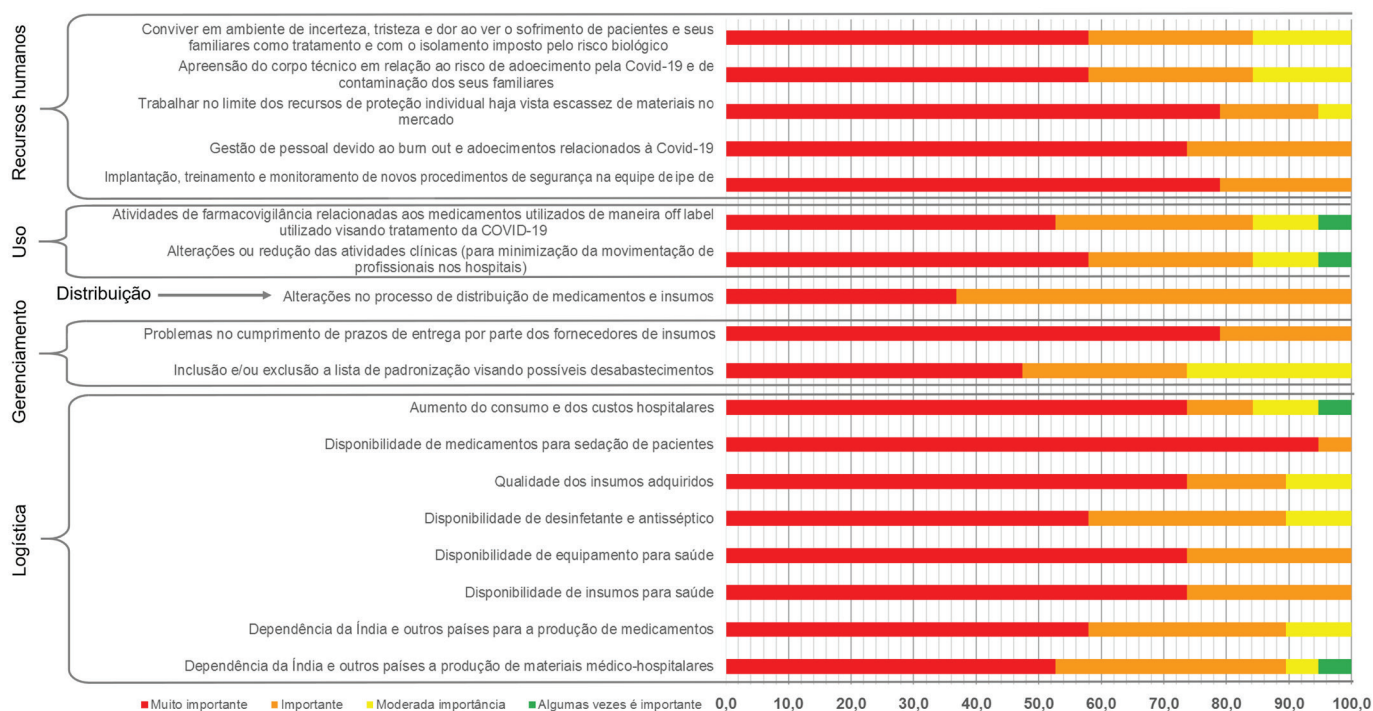 Recursos humanos
Conviver em ambiente de incerteza, tristeza e dor ao ver o sofrimento de pacientes e seus
familiares como tratamento e com o isolamento imposto pelo risco biológico
Apreensão do corpo técnico em relação ao risco de adoecimento pela Covid-19 e de
contaminação dos seus familiares
Trabalhar no limite dos recursos de proteção individual haja vista escassez de materiais no
mercado
Gestão de pessoal devido ao burn out e adoecimentos relacionados à Covid-19
Implantação, treinamento e monitoramento de novos procedimentos de segurança na equipe de ipe de
Uso
Atividades de farmacovigilância relacionadas aos medicamentos utilizados de maneira off label
utilizado visando tratamento da COVID-19
Alterações ou redução das atividades clínicas (para minimização da movimentação de
profissionais nos hospitais)
Distribuição
Alterações no processo de distribuição de medicamentos e insumos
Gerenciamento
Problemas no cumprimento de prazos de entrega por parte dos fornecedores de insumos
Inclusão e/ou exclusão a lista de padronização visando possíveis desabastecimentos
Logística
Aumento do consumo e dos custos hospitalares
Disponibilidade de medicamentos para sedação de pacientes
Qualidade dos insumos adquiridos
Disponibilidade de desinfetante e antisséptico
Disponibilidade de equipamento para saúde
Disponibilidade de insumos para saúde
Dependência da Índia e outros países para a produção de medicamentos
Dependência da Índia e outros países a produção de materiais médico-hospitalares
Muito importante Importante Moderada importância Algumas vezes é importante
0,0 10,0 20,0 30,0 40,0 50,0 60,0 70,0 80,0 90,0 100,0